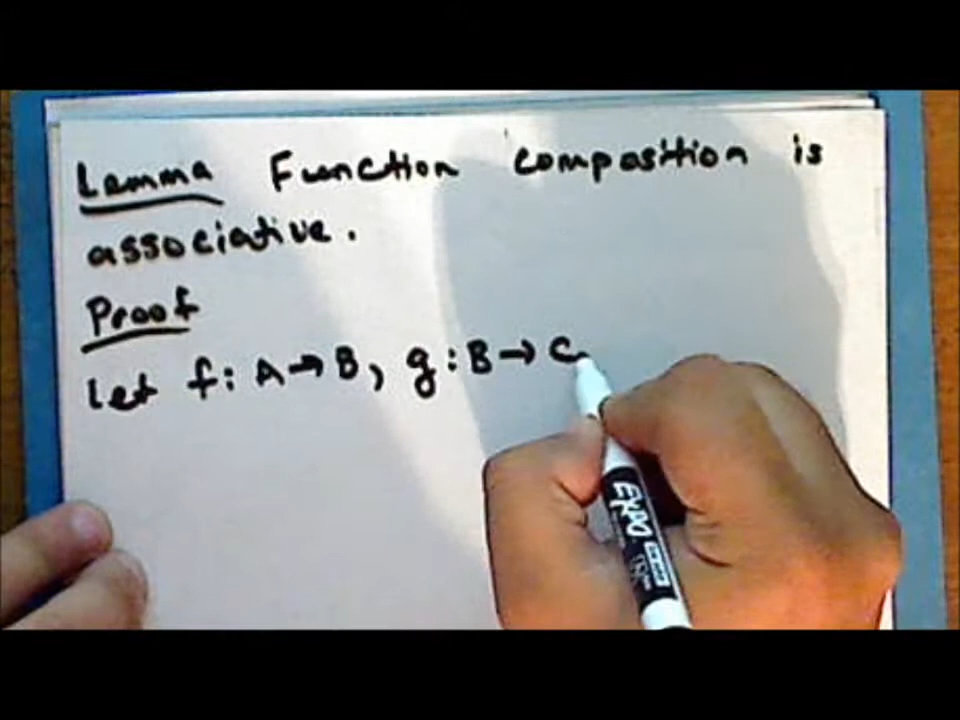 Lemma Function composition is
associative.
Proof
Let f: A→B, g: B→C
EXPO